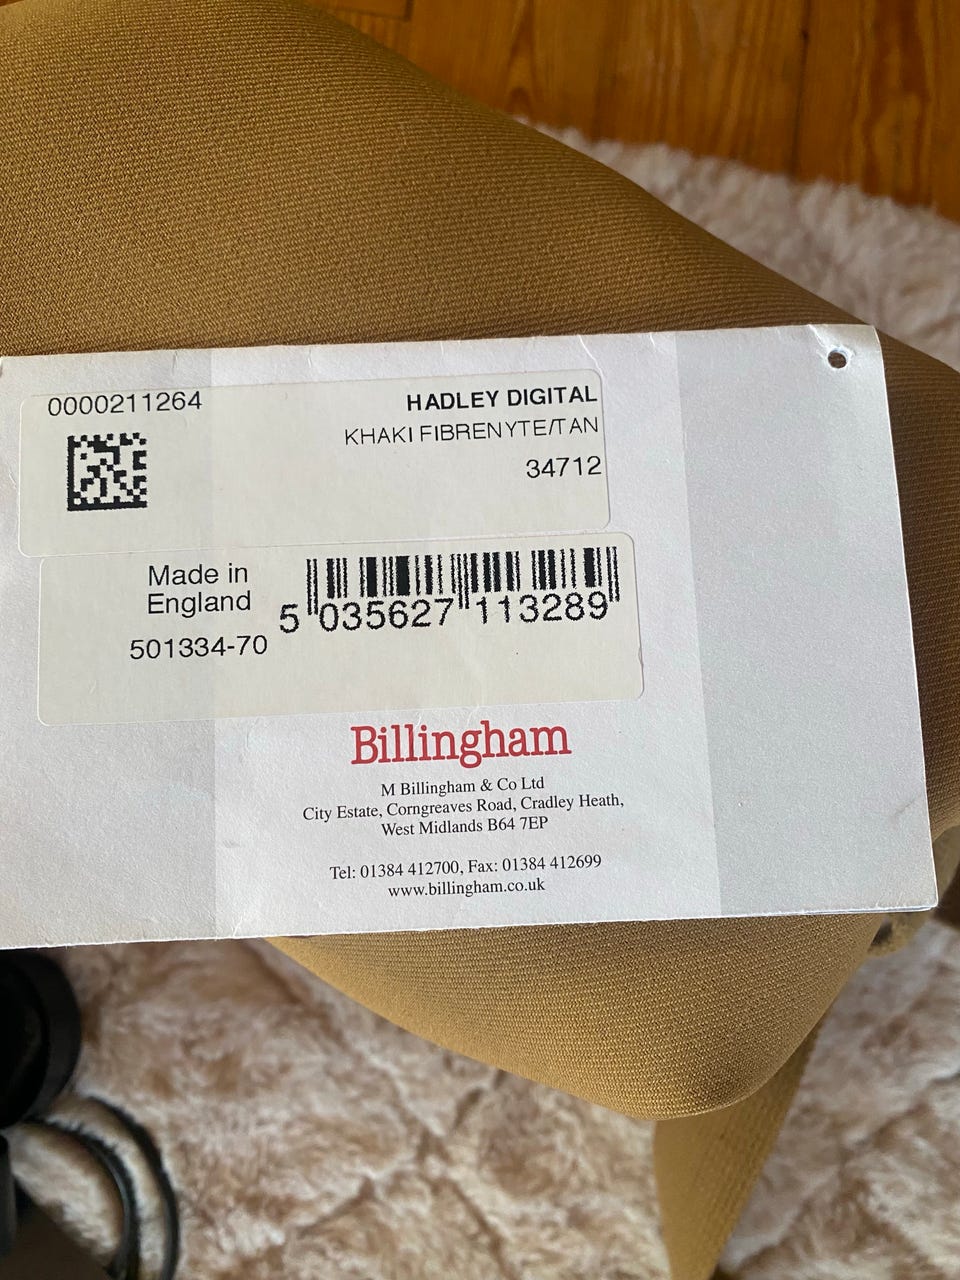 0000211264
HADLEY DIGITAL
KHAKI FIBRENYTE/TAN
34712
Made in
England
501334-70
5 035627 113289
Billingham
M Billingham & Co Ltd
City Estate, Corngreaves Road, Cradley Heath,
West Midlands B64 7EP
Tel: 01384 412700, Fax: 01384 412699
www.billingham.co.uk